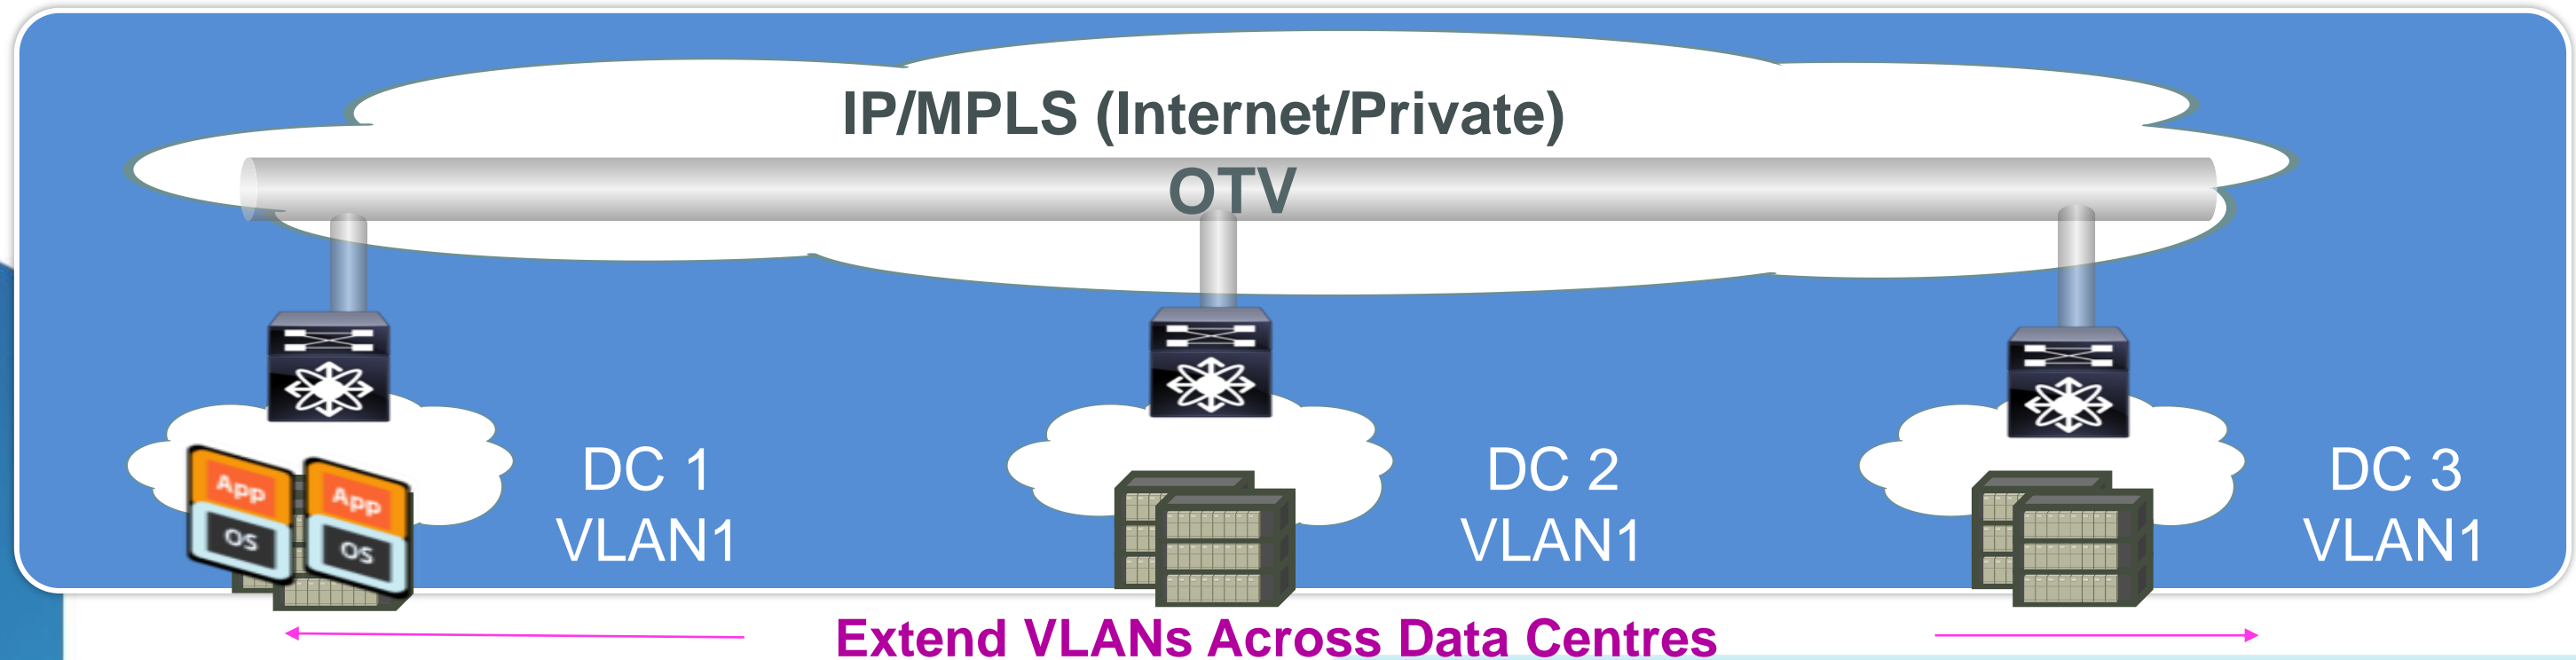 IP/MPLS (Internet/Private)
OTV
App
OS
App
OS
DC 1
VLAN1
DC 2
VLAN1
DC 3
VLAN1
Extend VLANs Across Data Centres